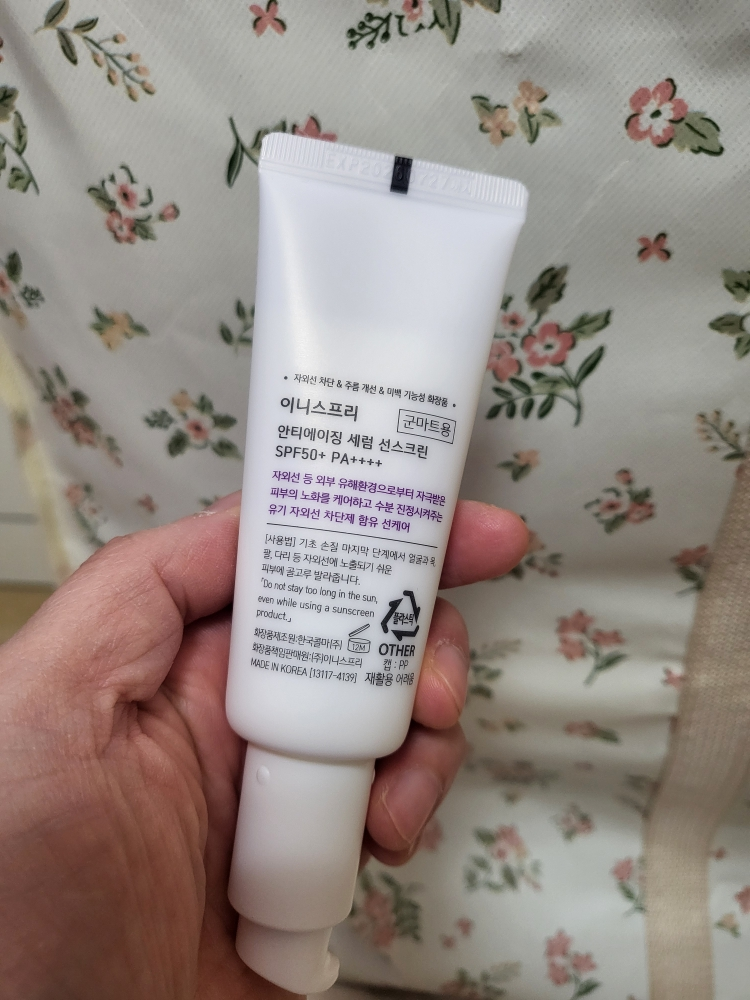 • 자외선 차단 & 주름 개선 & 미백 기능성 화장품 •
이니스프리
군마트용
안티에이징 세럼 선스크린
SPF50+ PA++++
자외선 등 외부 유해환경으로부터 자극받은
피부의 노화를 케어하고 수분 진정시켜주는
유기 자외선 차단제 함유 선케어
[사용법] 기초 손질 마지막 단계에서 얼굴과 목,
팔, 다리 등 자외선에 노출되기 쉬운
피부에 골고루 발라줍니다.
「Do not stay too long in the sun,
even while using a sunscreen
product.」
화장품제조원:한국콜마(주)
화장품책임판매원:(주)이니스프리
MADE IN KOREA [13117-4139]
12M
플라스틱
OTHER
캡 : PP
재활용 어려움